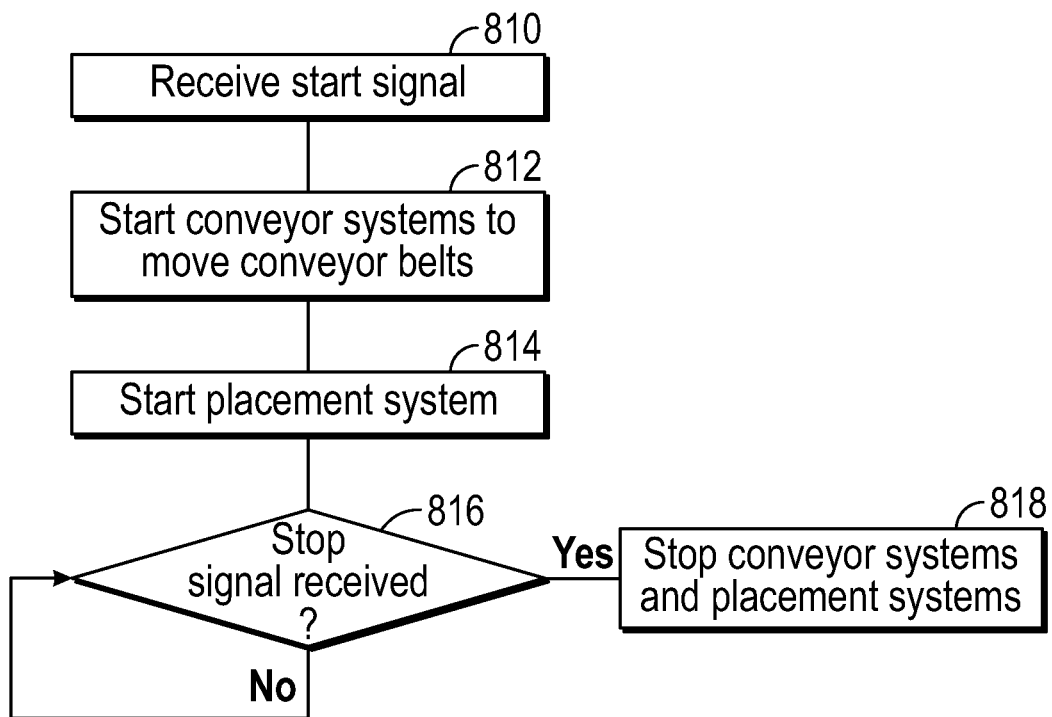 810
Receive start signal
812
Start conveyor systems to
move conveyor belts
814
Start placement system
816
Stop
signal received
?
Yes
818
Stop conveyor systems
and placement systems
No